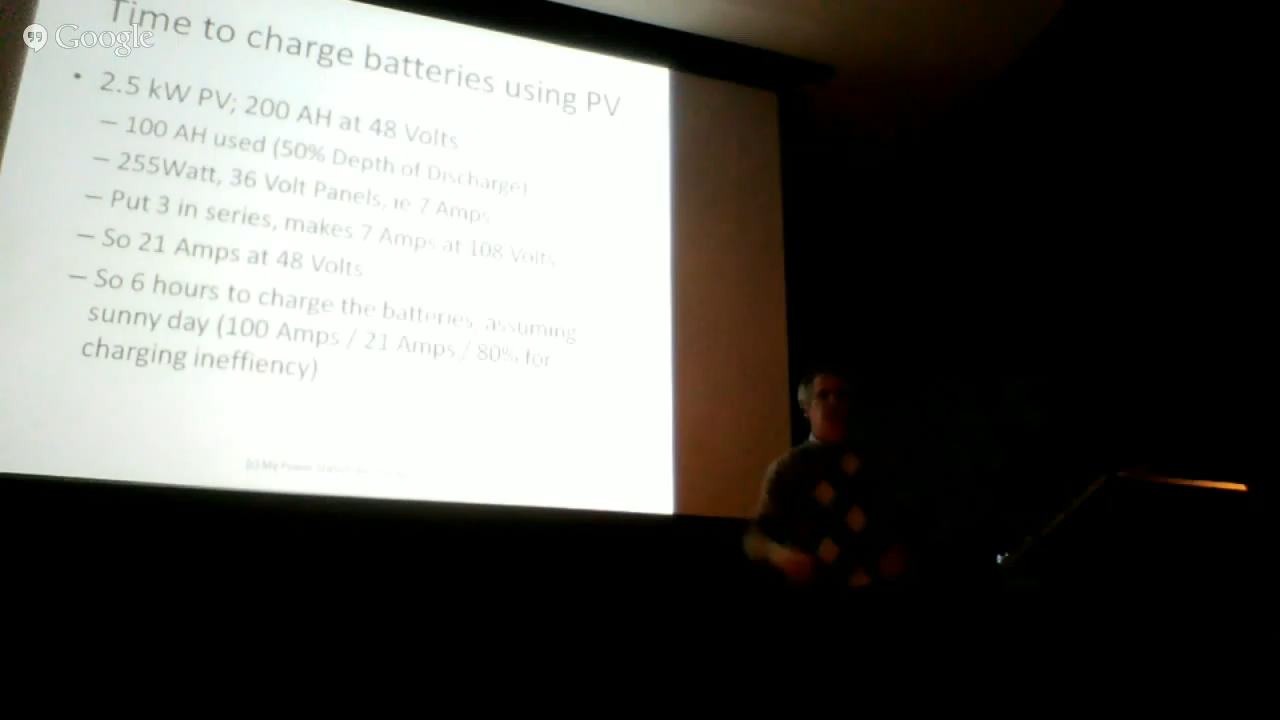 Google
Time to charge batteries using PV
• 2.5 kW PV; 200 AH at 48 Volts
– 100 AH used (50% Depth of Discharge)
– 255Watt, 36 Volt Panels, ie 7 Amps
– Put 3 in series, makes 7 Amps at 108 Volts
– So 21 Amps at 48 Volts
– So 6 hours to charge the batteries, assuming
sunny day (100 Amps / 21 Amps / 80% for
charging ineffiency)
(c) My Power